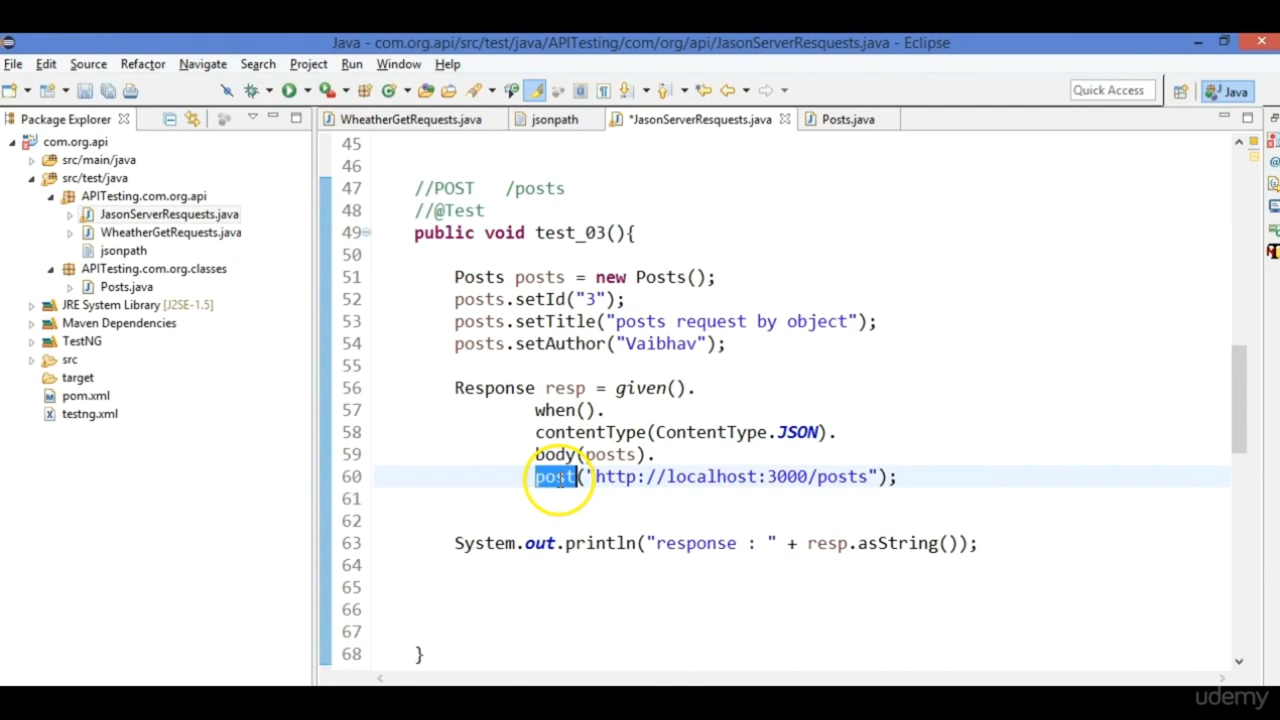 Java - com.org.api/src/test/java/APITesting/com/org/api/JasonServerResquests.java - Eclipse
File Edit Source Refactor Navigate Search Project Run Window Help
Quick Access
Java
Package Explorer
WheatherGetRequests.java
jsonpath
*JasonServerResquests.java
Posts.java
com.org.api
src/main/java
src/test/java
APITesting.com.org.api
JasonServerResquests.java
WheatherGetRequests.java
jsonpath
APITesting.com.org.classes
Posts.java
JRE System Library [J2SE-1.5]
Maven Dependencies
TestNG
src
target
pom.xml
testng.xml
45
46
47 //POST /posts
48 //@Test
49 public void test_03(){
50
51 Posts posts = new Posts();
52 posts.setId("3");
53 posts.setTitle("posts request by object");
54 posts.setAuthor("Vaibhav");
55
56 Response resp = given().
57 when().
58 contentType(ContentType.JSON).
59 body(posts).
60 post("http://localhost:3000/posts");
61
62
63 System.out.println("response : " + resp.asString());
64
65
66
67
68 }
udemy